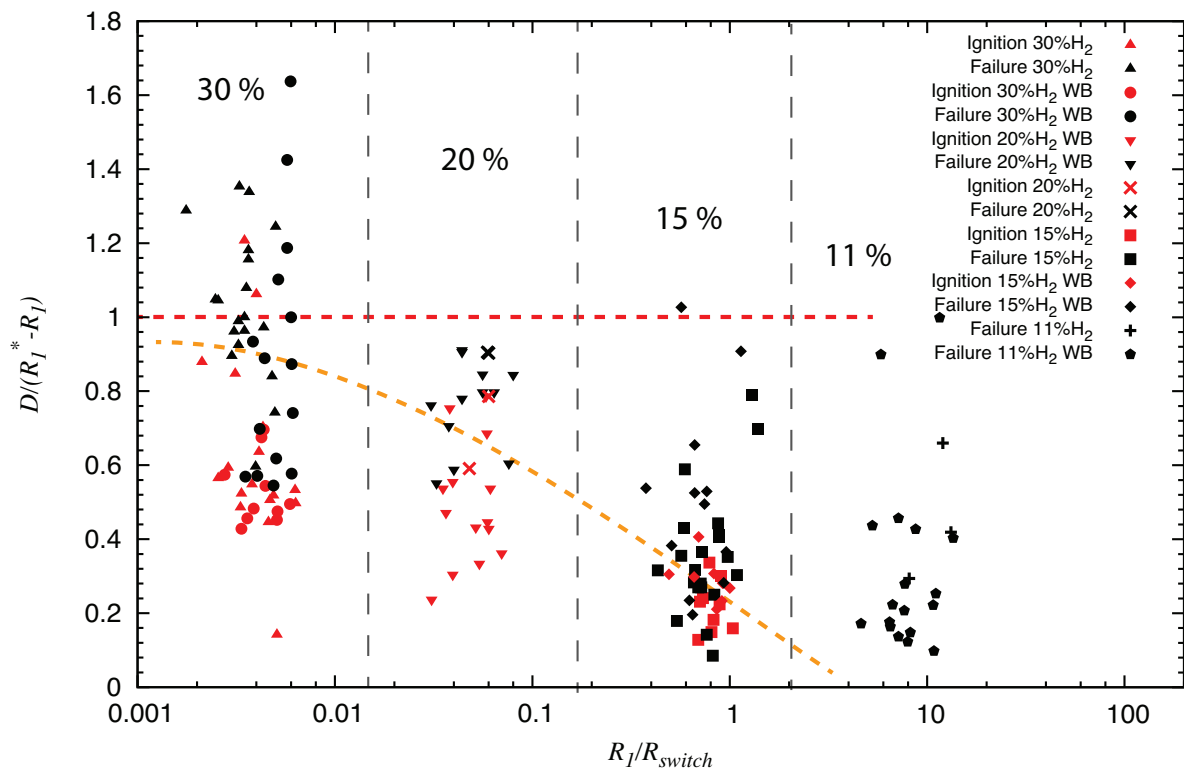 1.8
1.6
1.4
1.2
1
0.8
0.6
0.4
0.2
0
D/(R₁* -R₁)
30 %
20 %
15 %
11 %
Ignition 30%H₂
Failure 30%H₂
Ignition 30%H₂ WB
Failure 30%H₂ WB
Ignition 20%H₂ WB
Failure 20%H₂ WB
Ignition 20%H₂
Failure 20%H₂
Ignition 15%H₂
Failure 15%H₂
Ignition 15%H₂ WB
Failure 15%H₂ WB
Failure 11%H₂
Failure 11%H₂ WB
0.001 0.01 0.1 1 10 100
R₁/Rswitch